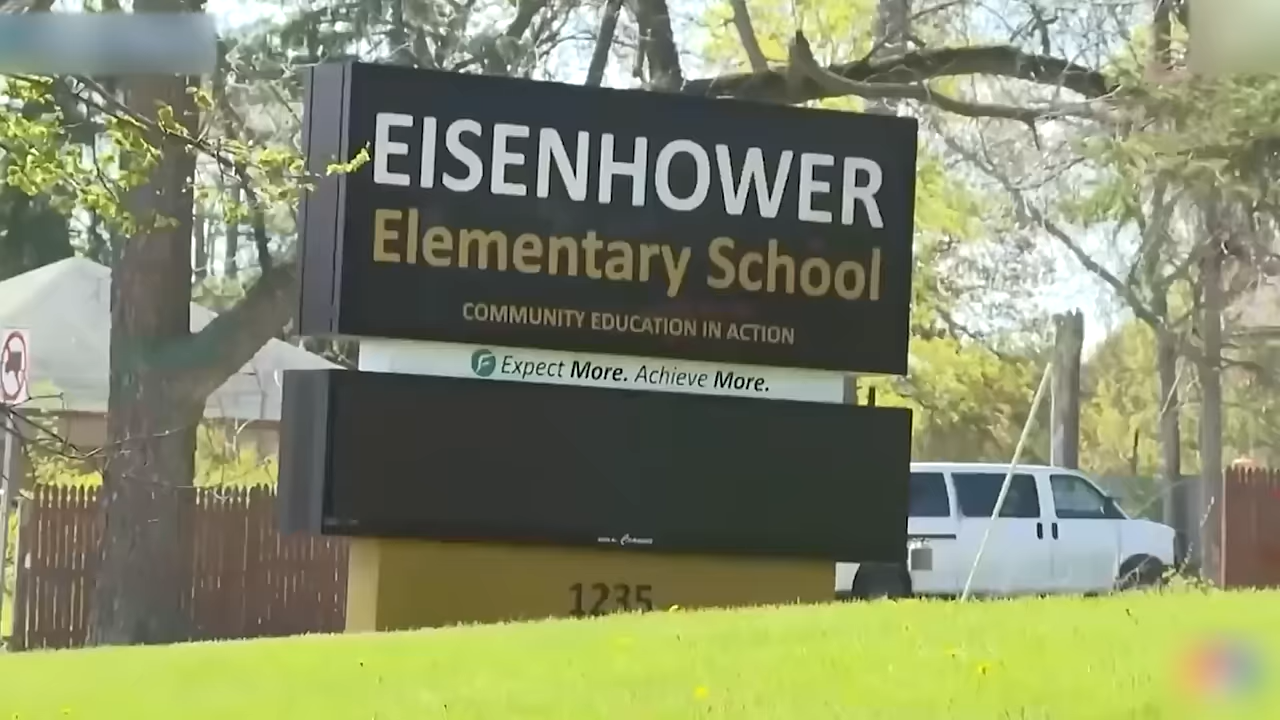 EISENHOWER
Elementary School
COMMUNITY EDUCATION IN ACTION
Expect More. Achieve More.
1235